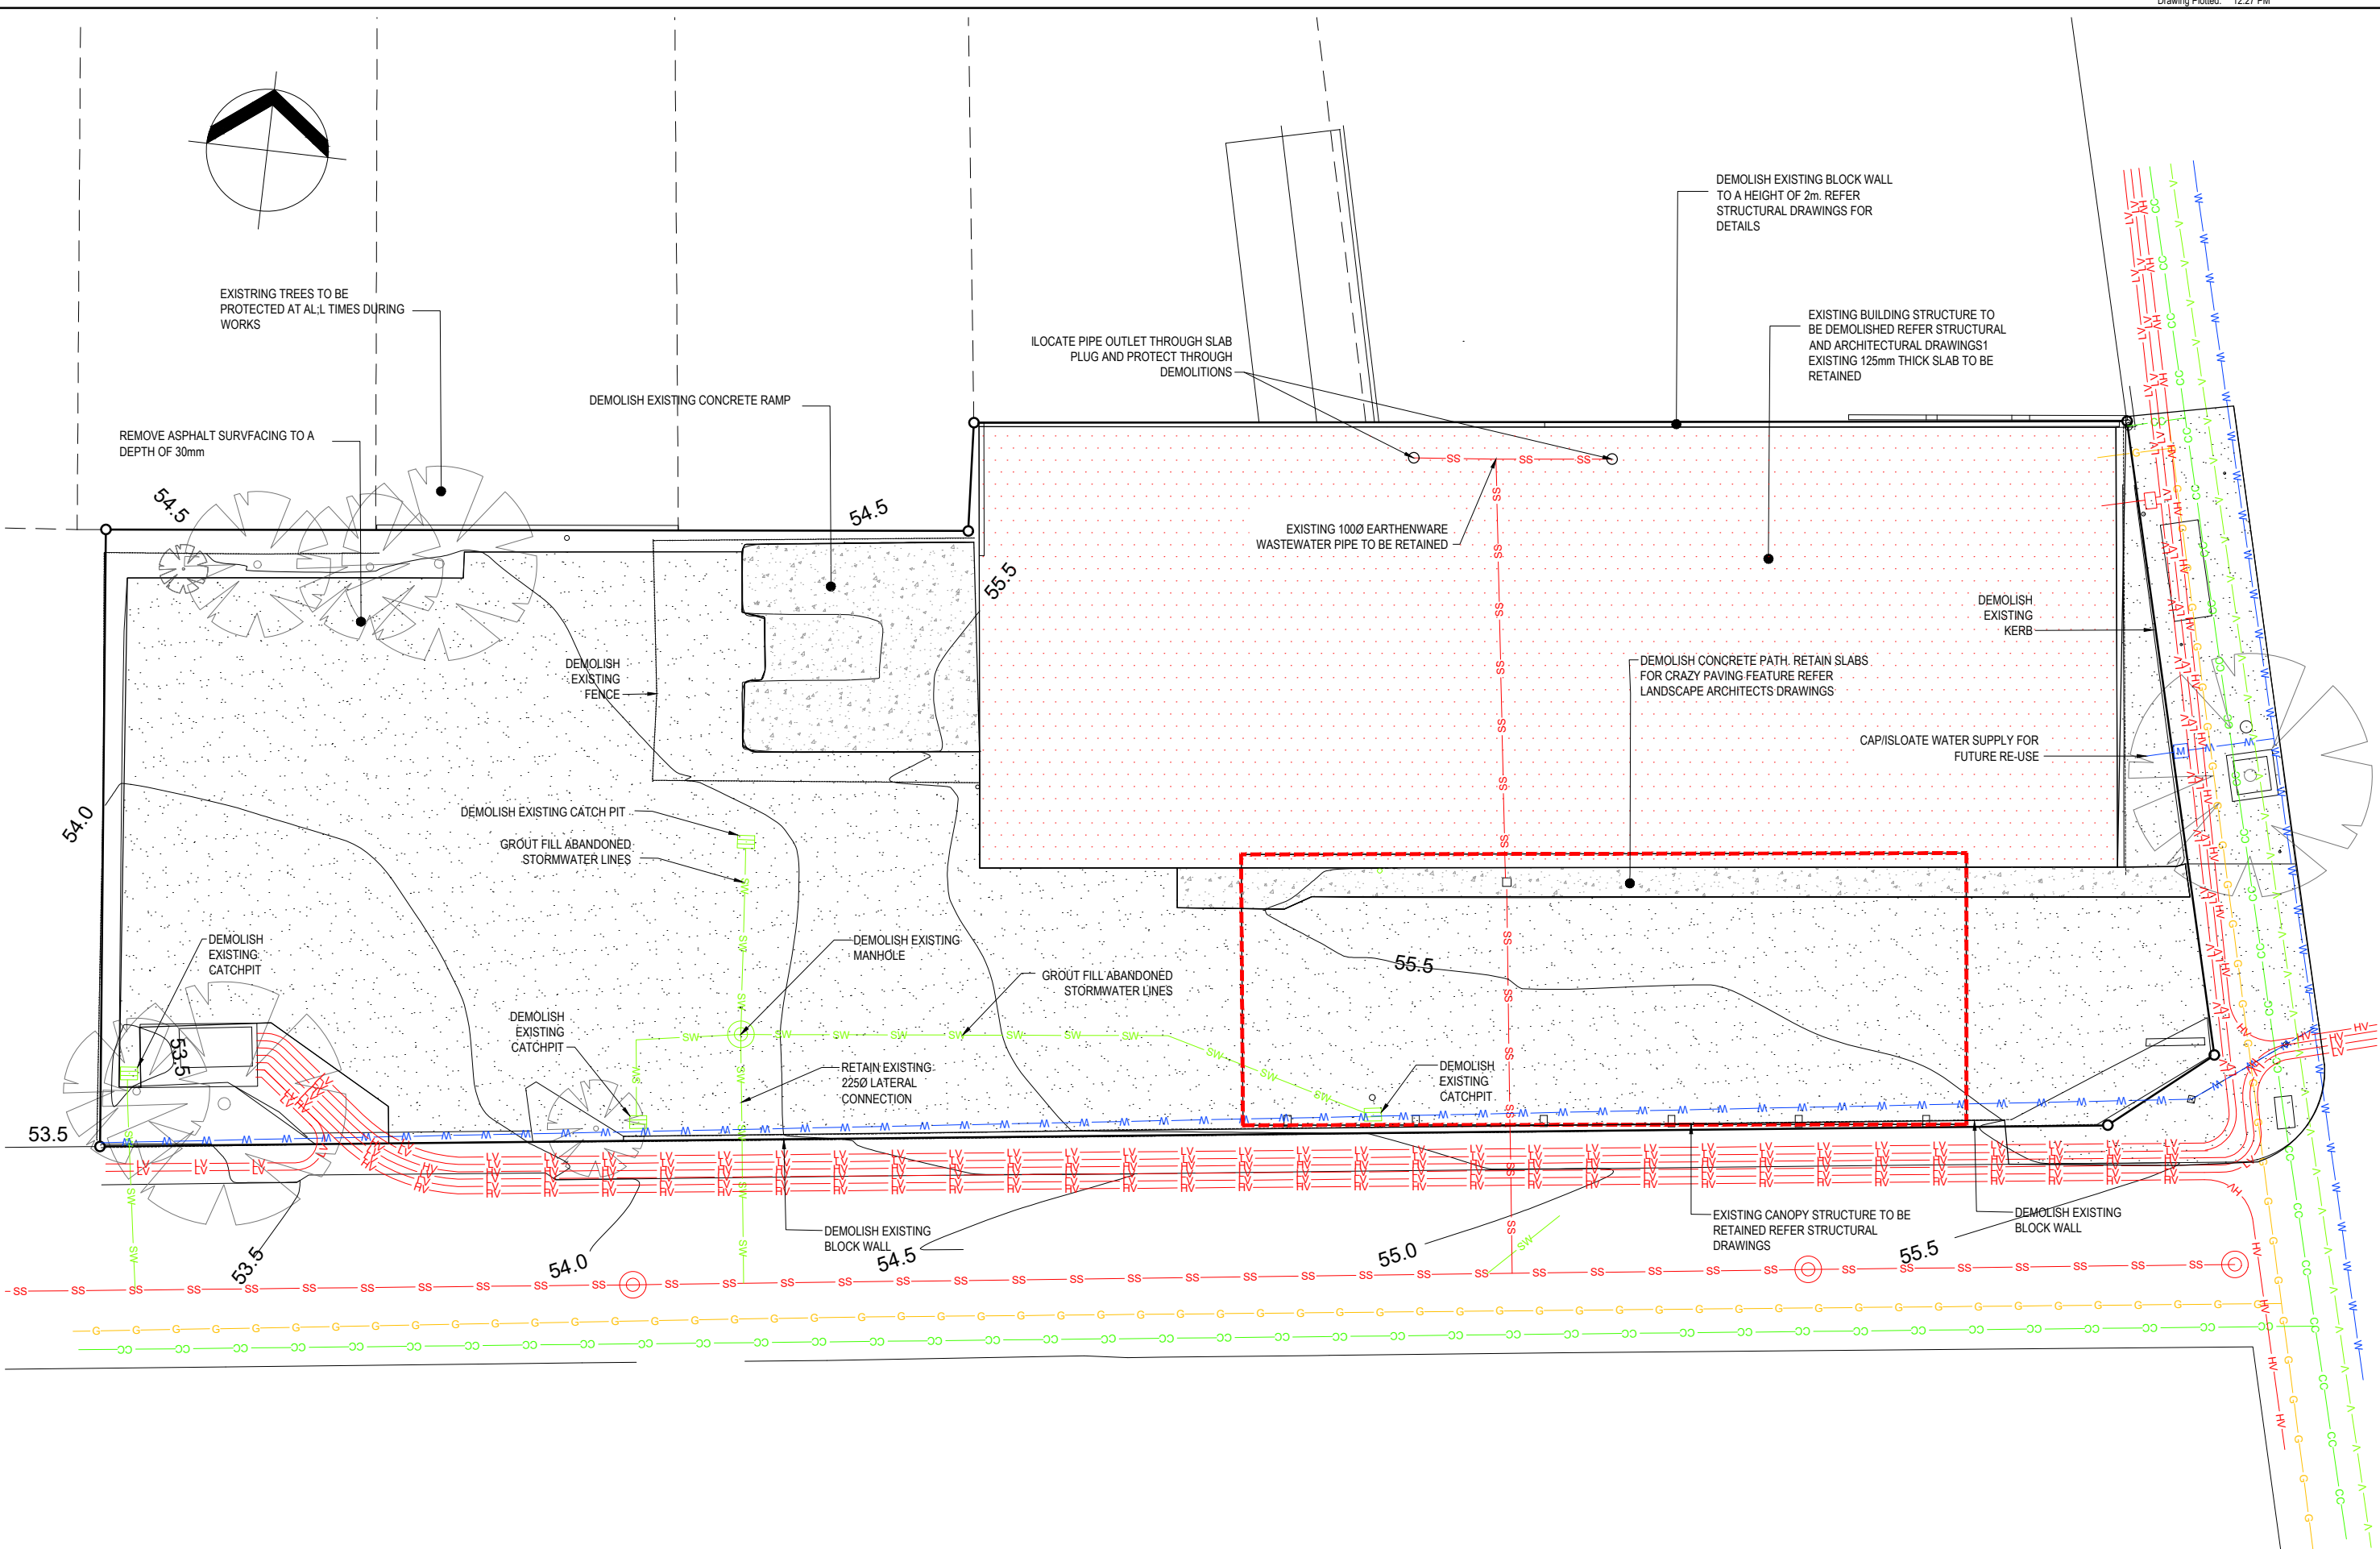 Drawing Plotted: 12:27 PM
DEMOLISH EXISTING BLOCK WALL
TO A HEIGHT OF 2m. REFER
STRUCTURAL DRAWINGS FOR
DETAILS
EXISTRING TREES TO BE
PROTECTED AT AL;L TIMES DURING
WORKS
EXISTING BUILDING STRUCTURE TO
BE DEMOLISHED REFER STRUCTURAL
AND ARCHITECTURAL DRAWINGS1
EXISTING 125mm THICK SLAB TO BE
RETAINED
ILOCATE PIPE OUTLET THROUGH SLAB
PLUG AND PROTECT THROUGH
DEMOLITIONS
DEMOLISH EXISTING CONCRETE RAMP
REMOVE ASPHALT SURVFACING TO A
DEPTH OF 30mm
54.5
54.5
EXISTING 100Ø EARTHENWARE
WASTEWATER PIPE TO BE RETAINED
55.5
DEMOLISH
EXISTING
KERB
DEMOLISH
EXISTING
FENCE
DEMOLISH CONCRETE PATH. RETAIN SLABS
FOR CRAZY PAVING FEATURE REFER
LANDSCAPE ARCHITECTS DRAWINGS
CAP/ISLOATE WATER SUPPLY FOR
FUTURE RE-USE
54.0
DEMOLISH EXISTING CATCH PIT
GROUT FILL ABANDONED
STORMWATER LINES
DEMOLISH
EXISTING
CATCHPIT
DEMOLISH EXISTING
MANHOLE
GROUT FILL ABANDONED
STORMWATER LINES
55.5
DEMOLISH
EXISTING
CATCHPIT
53.5
RETAIN EXISTING
225Ø LATERAL
CONNECTION
DEMOLISH
EXISTING
CATCHPIT
53.5
DEMOLISH EXISTING
BLOCK WALL
EXISTING CANOPY STRUCTURE TO BE
RETAINED REFER STRUCTURAL
DRAWINGS
DEMOLISH EXISTING
BLOCK WALL
53.5
54.0
54.5
55.0
55.5